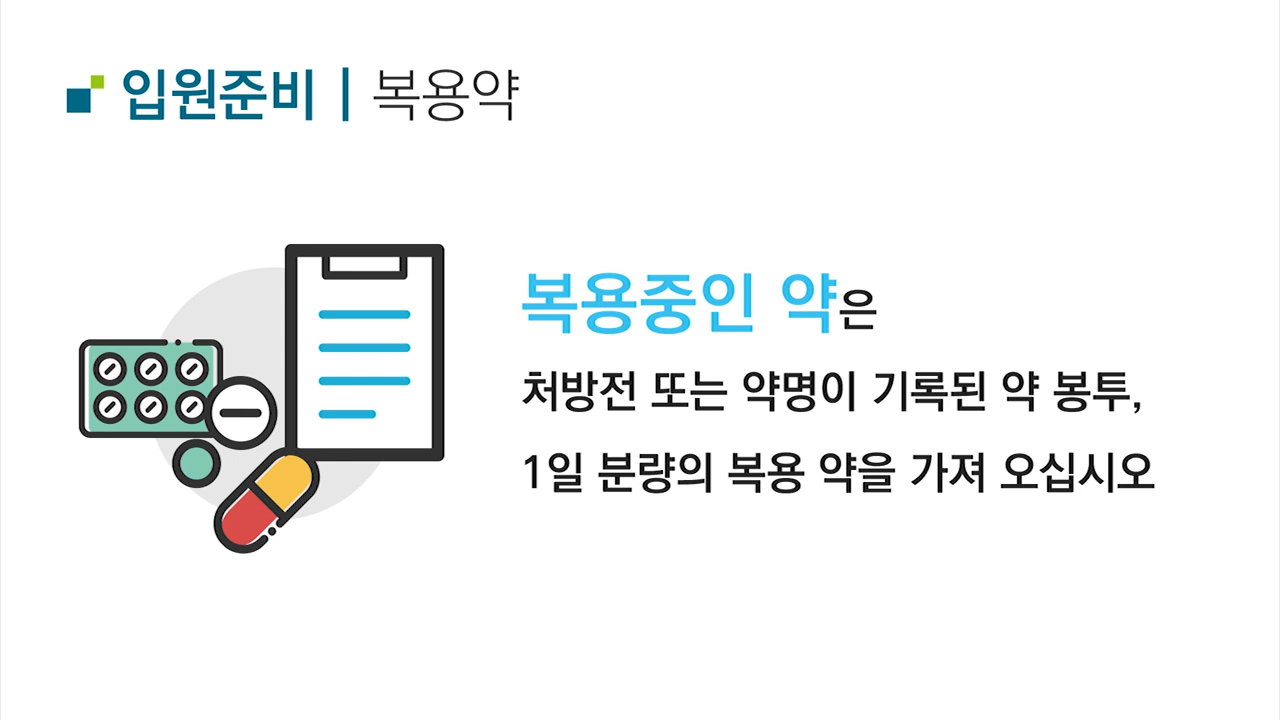 입원준비 | 복용약
복용중인 약은
처방전 또는 약명이 기록된 약 봉투,
1일 분량의 복용 약을 가져 오십시오